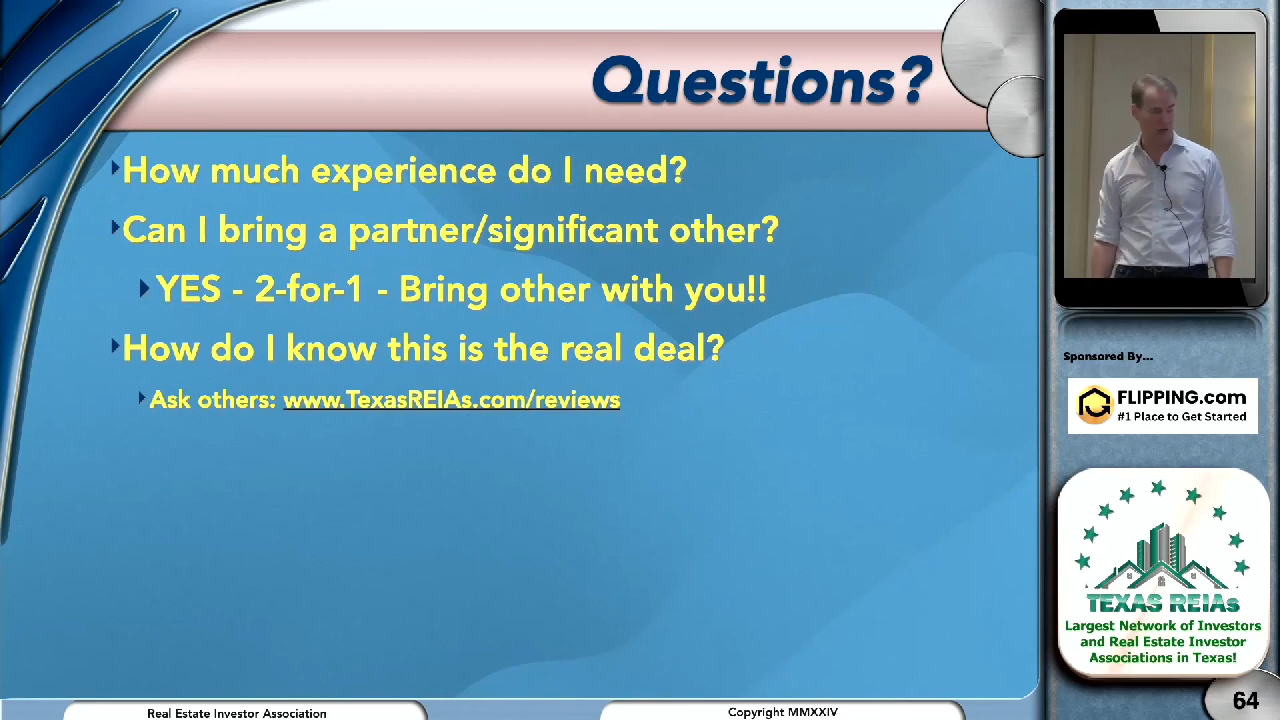 Questions?
How much experience do I need?
Can I bring a partner/significant other?
YES - 2-for-1 - Bring other with you!!
How do I know this is the real deal?
Ask others: www.TexasREIAs.com/reviews
Sponsored By...
FLIPPING.com
#1 Place to Get Started
TEXAS REIAs
Largest Network of Investors
and Real Estate Investor
Associations in Texas!
Real Estate Investor Association
Copyright MMXXIV
64